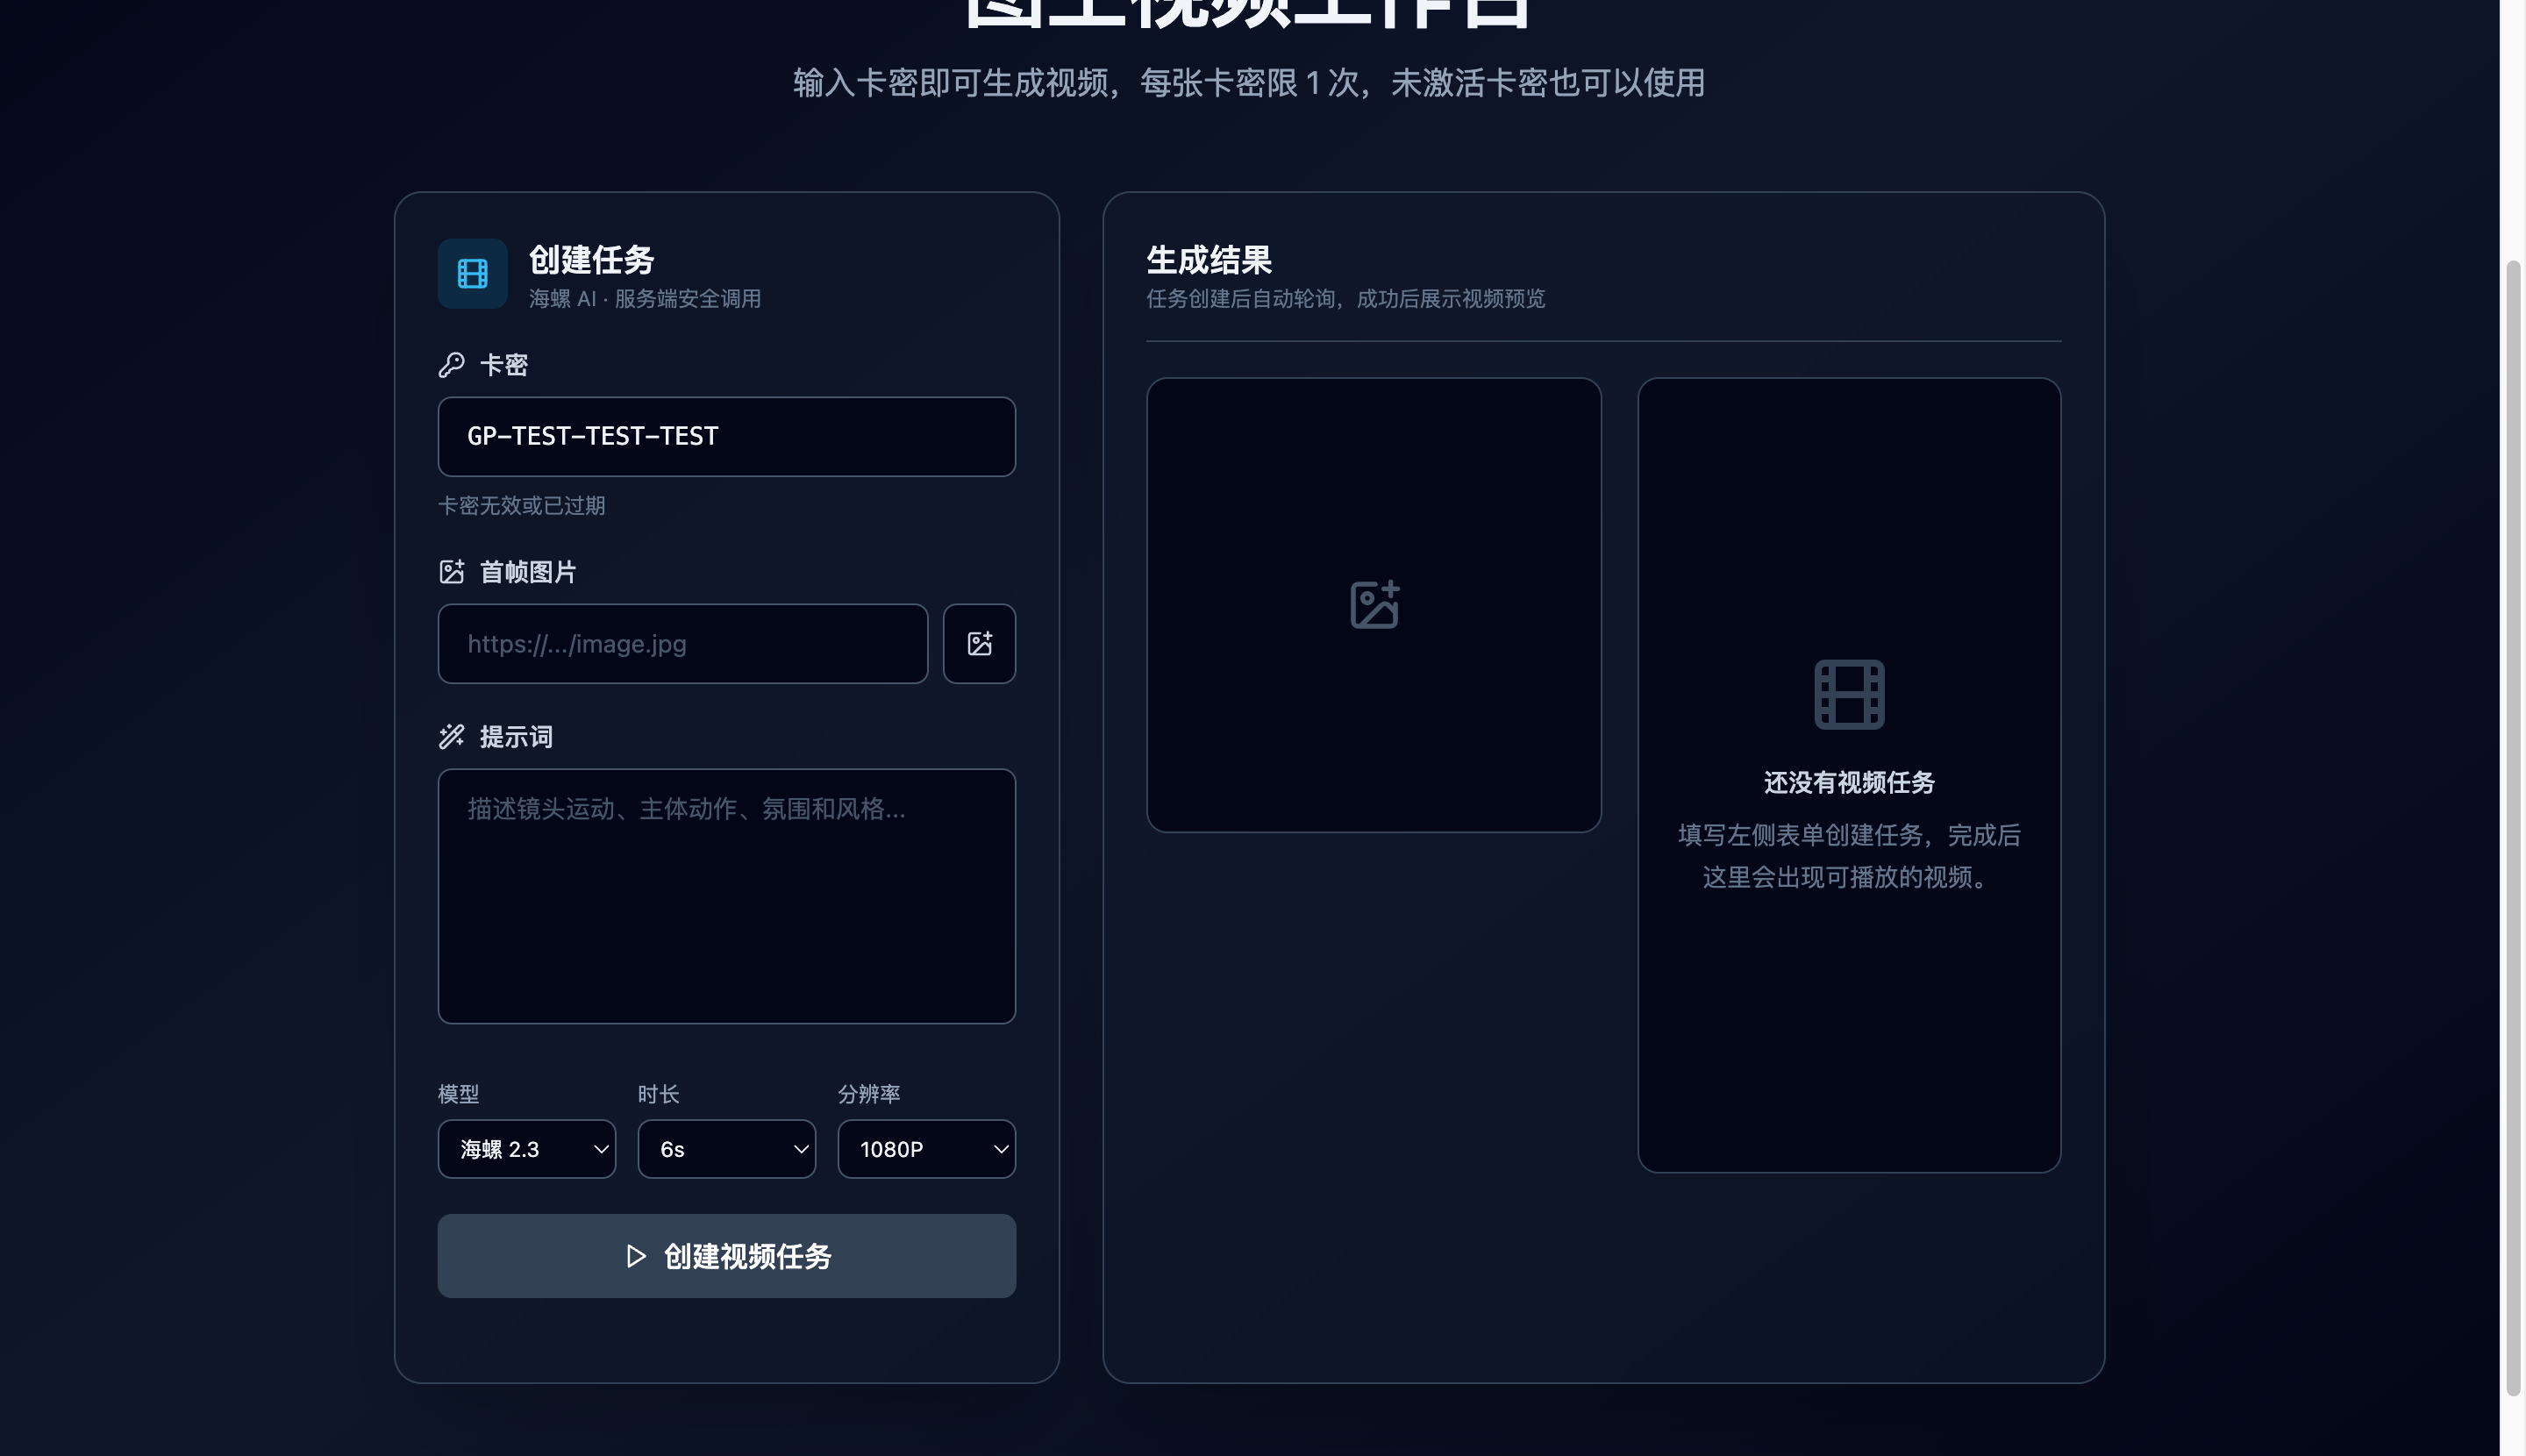 图生视频工作台
输入卡密即可生成视频，每张卡密限 1 次，未激活卡密也可以使用
创建任务
海螺 AI · 服务端安全调用
卡密
GP-TEST-TEST-TEST
卡密无效或已过期
首帧图片
https://.../image.jpg
提示词
描述镜头运动、主体动作、氛围和风格...
模型
时长
分辨率
海螺 2.3
6s
1080P
创建视频任务
生成结果
任务创建后自动轮询，成功后展示视频预览
还没有视频任务
填写左侧表单创建任务，完成后
这里会出现可播放的视频。